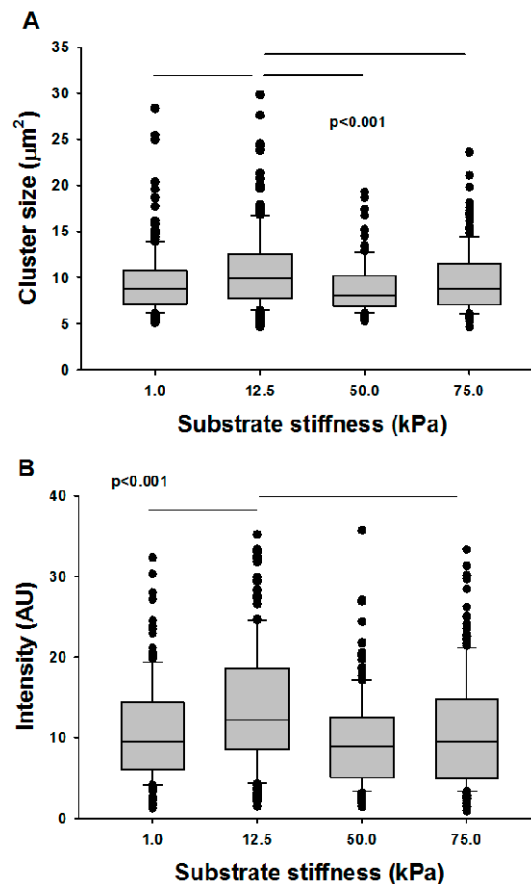 A
35
30
25
20
15
10
5
0
Cluster size (μm²)
p<0.001
1.0 12.5 50.0 75.0
Substrate stiffness (kPa)
B
p<0.001
40
30
20
10
0
Intensity (AU)
1.0 12.5 50.0 75.0
Substrate stiffness (kPa)